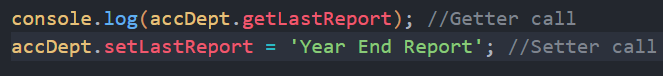 console.log(accDept.getLastReport); //Getter call
accDept.setLastReport = 'Year End Report'; //Setter call